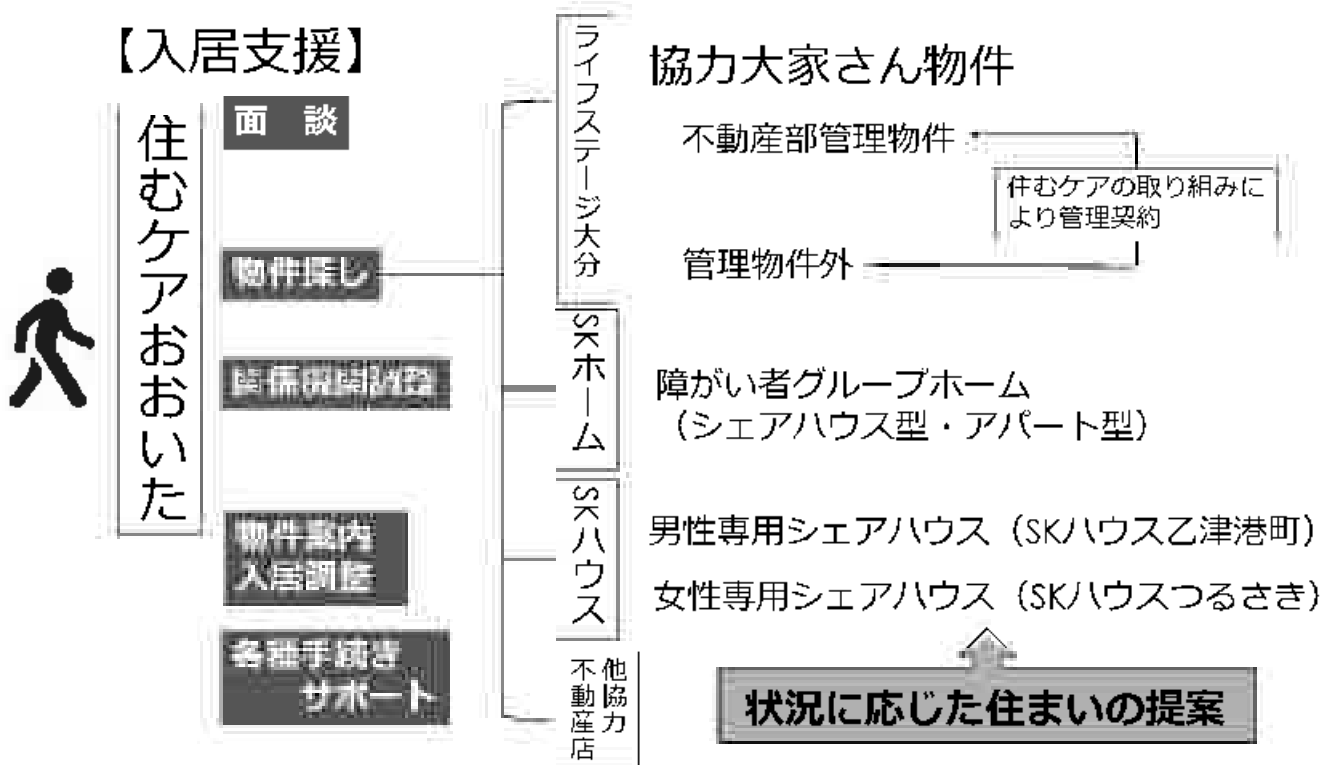 【入居支援】
住むケアおおいた
面　談
物件探し
物件案内
入居調整
各種手続き
サポート
ライフステージ大分
SKホーム
SKハウス
他協力
不動産店
協力大家さん物件
不動産部管理物件
住むケアの取り組みに
より管理契約
管理物件外
障がい者グループホーム
（シェアハウス型・アパート型）
男性専用シェアハウス（SKハウス乙津港町）
女性専用シェアハウス（SKハウスつるさき）
状況に応じた住まいの提案